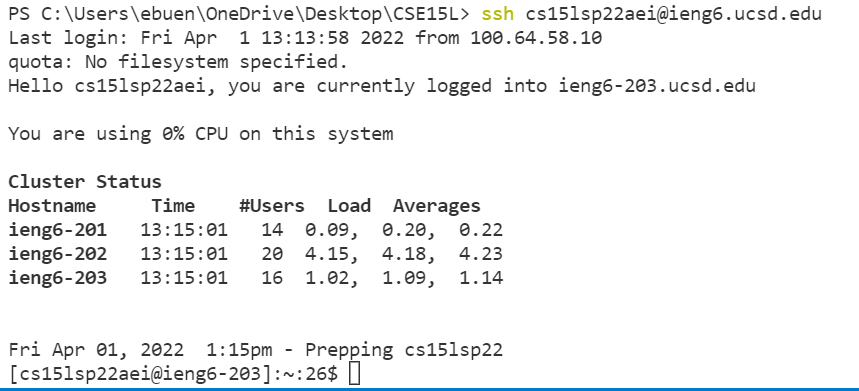 PS C:\Users\ebuen\OneDrive\Desktop\CSE15L> ssh cs15lsp22aei@ieng6.ucsd.edu
Last login: Fri Apr  1 13:13:58 2022 from 100.64.58.10
quota: No filesystem specified.
Hello cs15lsp22aei, you are currently logged into ieng6-203.ucsd.edu
You are using 0% CPU on this system
Cluster Status
Hostname     Time    #Users  Load  Averages
ieng6-201   13:15:01   14  0.09,  0.20,  0.22
ieng6-202   13:15:01   20  4.15,  4.18,  4.23
ieng6-203   13:15:01   16  1.02,  1.09,  1.14
Fri Apr 01, 2022  1:15pm - Prepping cs15lsp22
[cs15lsp22aei@ieng6-203]:~:26$